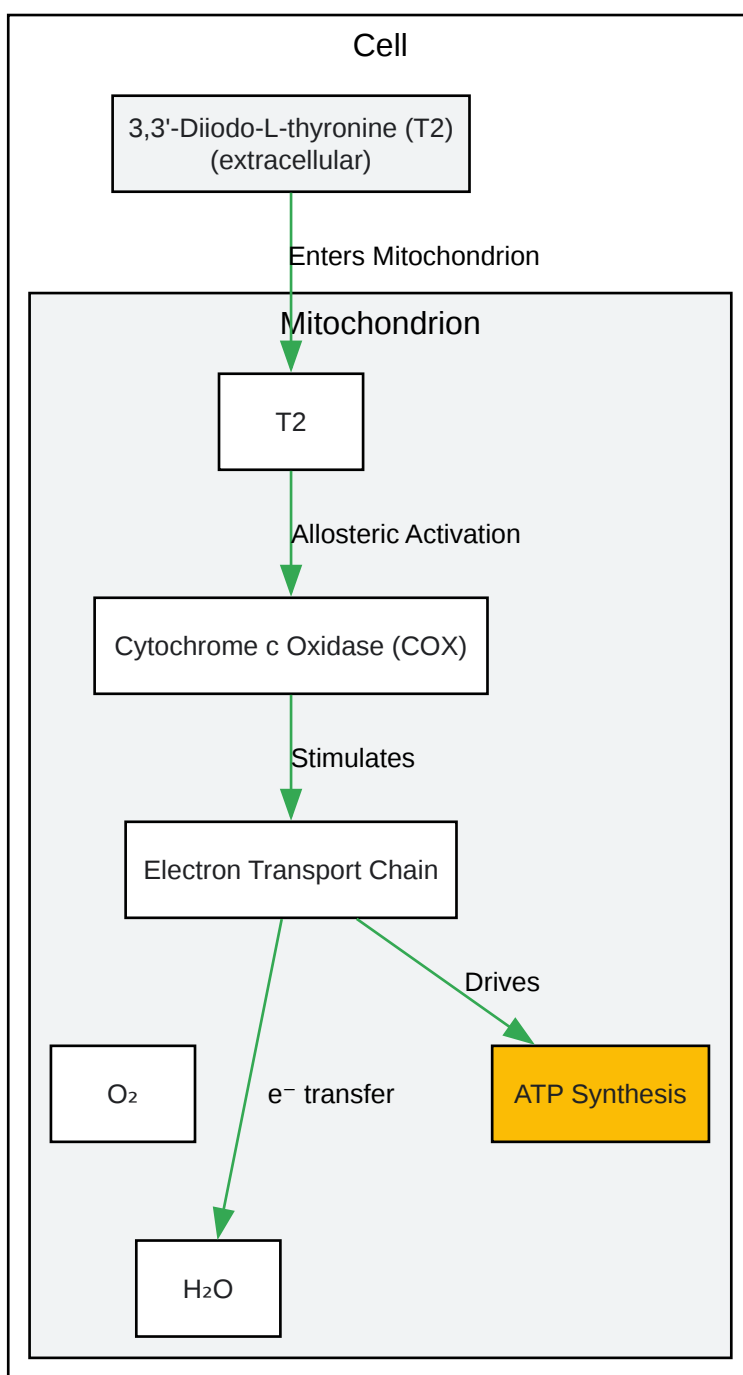 Cell
3,3'-Diiodo-L-thyronine (T2)
(extracellular)
Enters Mitochondrion
Mitochondrion
T2
Allosteric Activation
Cytochrome c Oxidase (COX)
Stimulates
Electron Transport Chain
Drives
O₂
e⁻ transfer
ATP Synthesis
H₂O